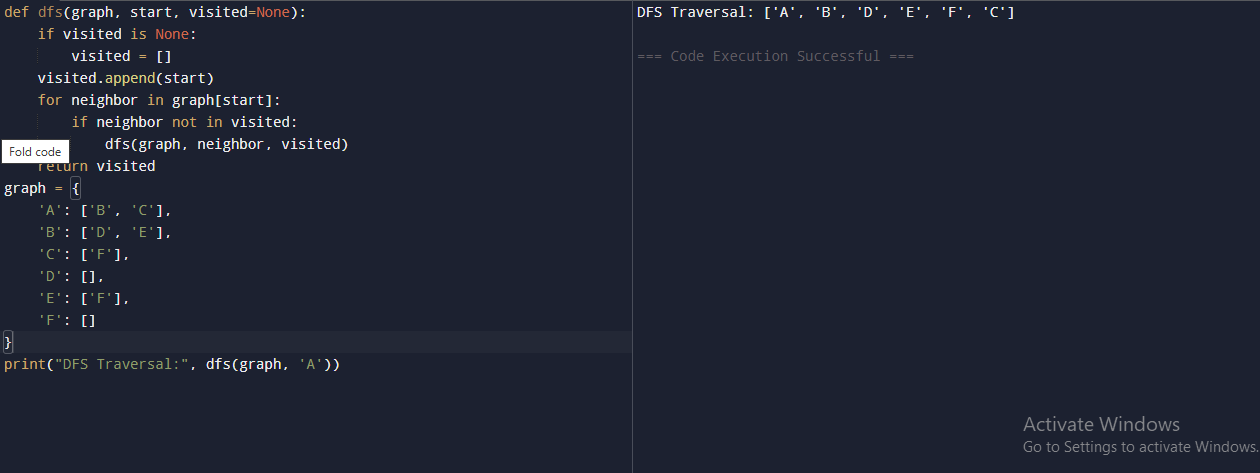 def dfs(graph, start, visited=None):
    if visited is None:
        visited = []
    visited.append(start)
    for neighbor in graph[start]:
        if neighbor not in visited:
            dfs(graph, neighbor, visited)
Fold code
    return visited
graph = {
    'A': ['B', 'C'],
    'B': ['D', 'E'],
    'C': ['F'],
    'D': [],
    'E': ['F'],
    'F': []
}
print("DFS Traversal:", dfs(graph, 'A'))
DFS Traversal: ['A', 'B', 'D', 'E', 'F', 'C']
=== Code Execution Successful ===
Activate Windows
Go to Settings to activate Windows.